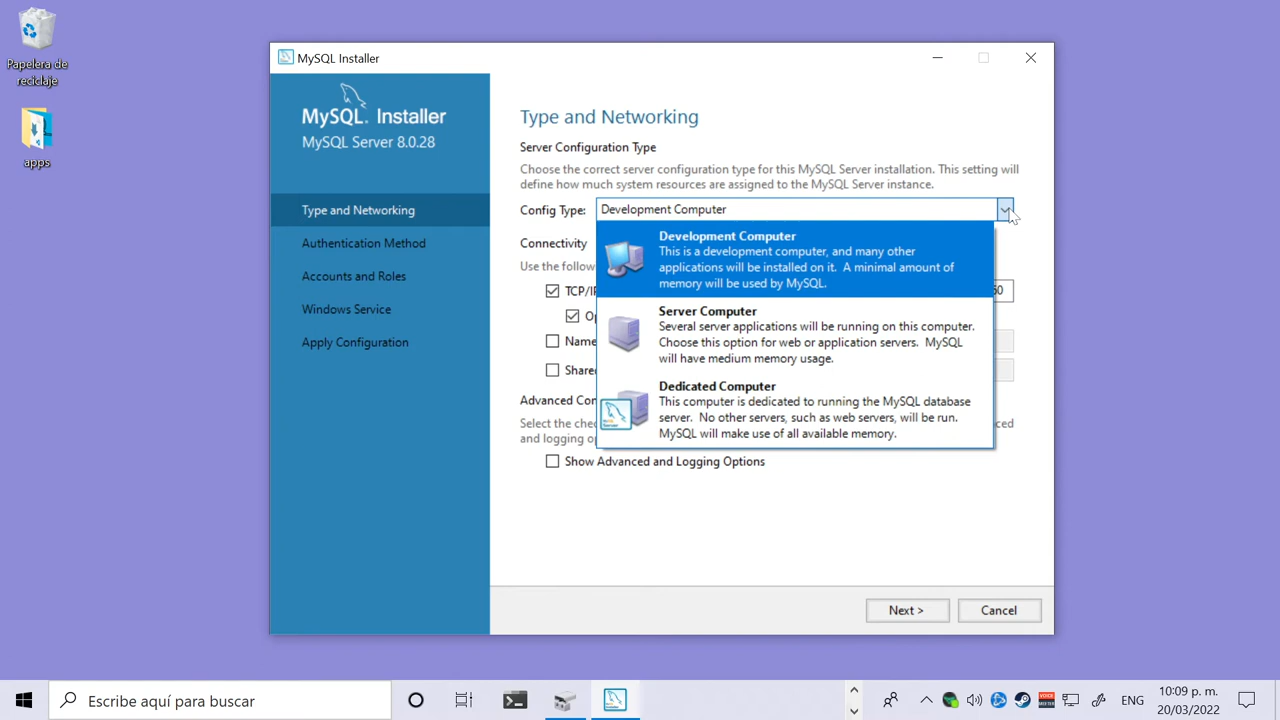 Papelera de
reciclaje
apps
MySQL Installer
MySQL. Installer
MySQL Server 8.0.28
Type and Networking
Authentication Method
Accounts and Roles
Windows Service
Apply Configuration
Type and Networking
Server Configuration Type
Choose the correct server configuration type for this MySQL Server installation. This setting will
define how much system resources are assigned to the MySQL Server instance.
Config Type: Development Computer
Development Computer
This is a development computer, and many other
applications will be installed on it. A minimal amount of
memory will be used by MySQL.
Server Computer
Several server applications will be running on this computer.
Choose this option for web or application servers. MySQL
will have medium memory usage.
Dedicated Computer
This computer is dedicated to running the MySQL database
server. No other servers, such as web servers, will be run.
MySQL will make use of all available memory.
Connectivity
Use the follow
TCP/IP
Op
Name
Share
Advanced Con
Select the che
and logging op
Show Advanced and Logging Options
Next >
Cancel
Escribe aquí para buscar
ENG
10:09 p. m.
20/03/2022